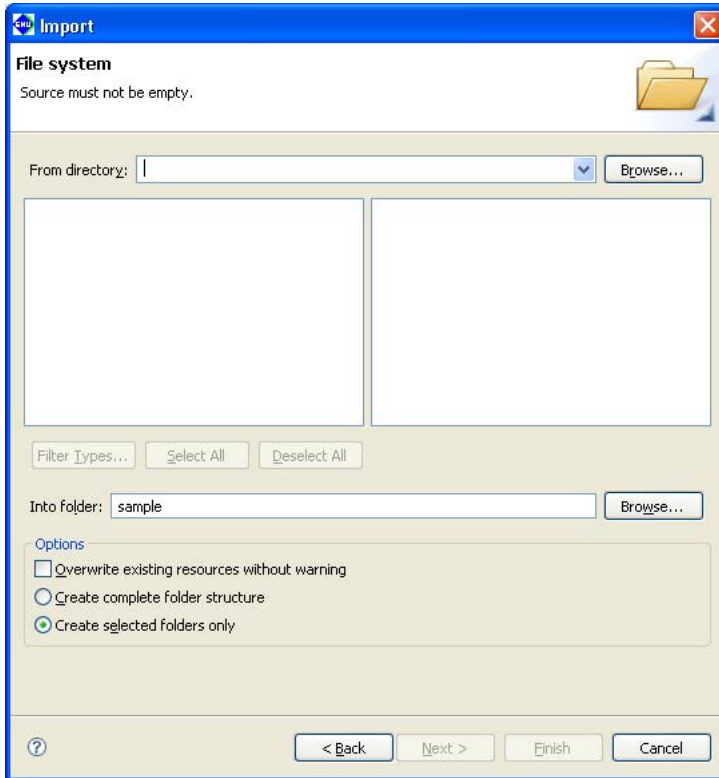 GNU Import
File system
Source must not be empty.
From directory: Browse...
Filter Types... Select All Deselect All
Into folder: sample Browse...
Options
Overwrite existing resources without warning
Create complete folder structure
Create selected folders only
? < Back Next > Finish Cancel